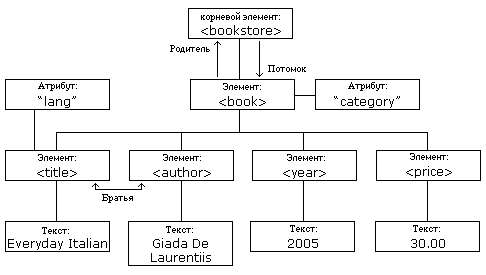 корневой элемент:
<bookstore>
Родитель
Потомок
Атрибут:
“lang”
Элемент:
<book>
Атрибут:
“category”
Элемент:
<title>
Элемент:
<author>
Элемент:
<year>
Элемент:
<price>
Братья
Текст:
Everyday Italian
Текст:
Giada De
Laurentiis
Текст:
2005
Текст:
30.00